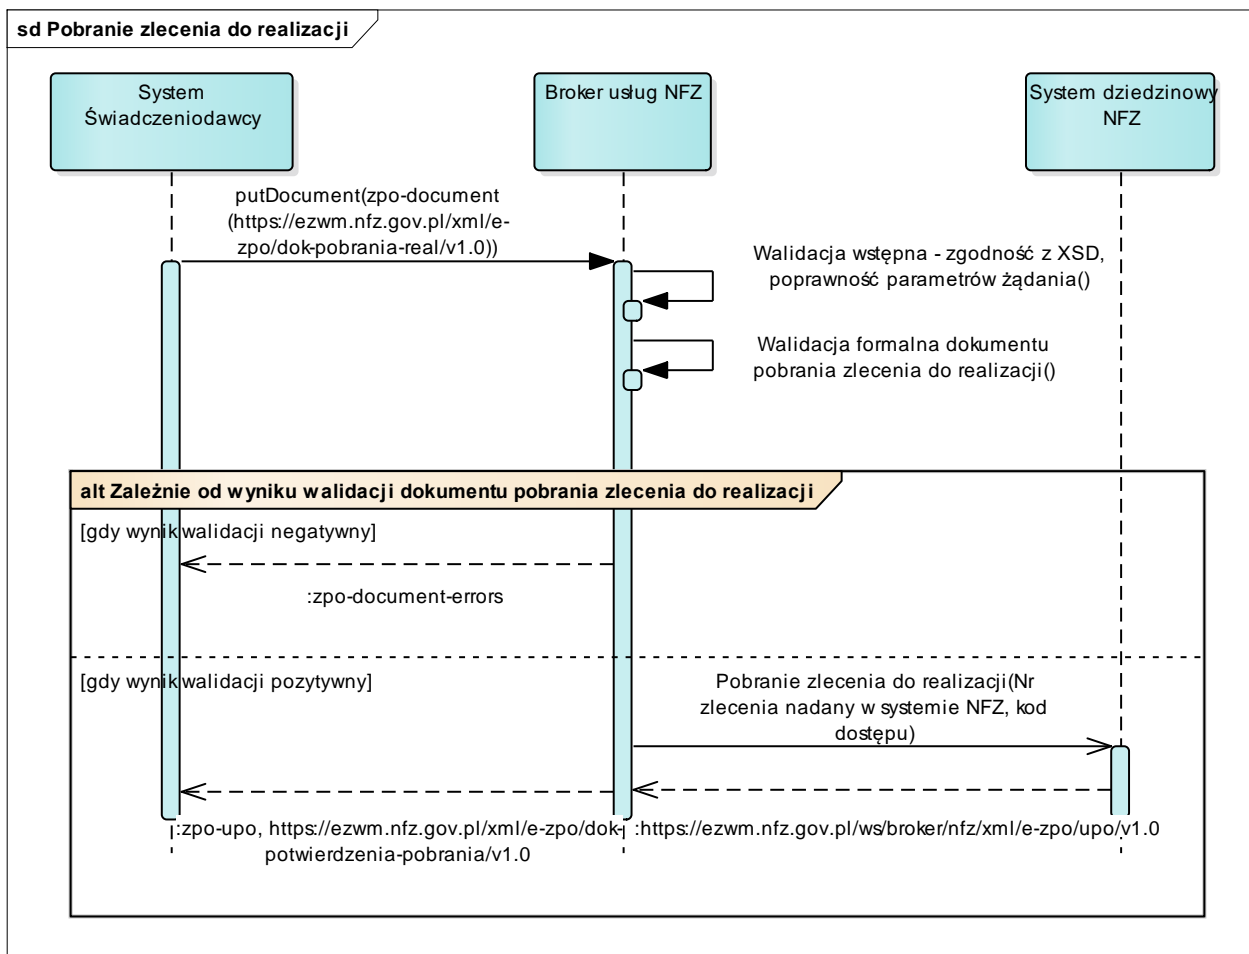 sd Pobranie zlecenia do realizacji
System
Świadczeniodawcy
Broker usług NFZ
System dziedzinowy
NFZ
putDocument(zpo-document
(https://ezwm.nfz.gov.pl/xml/e-
zpo/dok-pobrania-real/v1.0))
Walidacja wstępna - zgodność z XSD,
poprawność parametrów żądania()
Walidacja formalna dokumentu
pobrania zlecenia do realizacji()
alt Zależnie od wyniku walidacji dokumentu pobrania zlecenia do realizacji
[gdy wynik walidacji negatywny]
:zpo-document-errors
[gdy wynik walidacji pozytywny]
Pobranie zlecenia do realizacji(Nr
zlecenia nadany w systemie NFZ, kod
dostępu)
:zpo-upo, https://ezwm.nfz.gov.pl/xml/e-zpo/dok-
potwierdzenia-pobrania/v1.0
:https://ezwm.nfz.gov.pl/ws/broker/nfz/xml/e-zpo/upo/v1.0